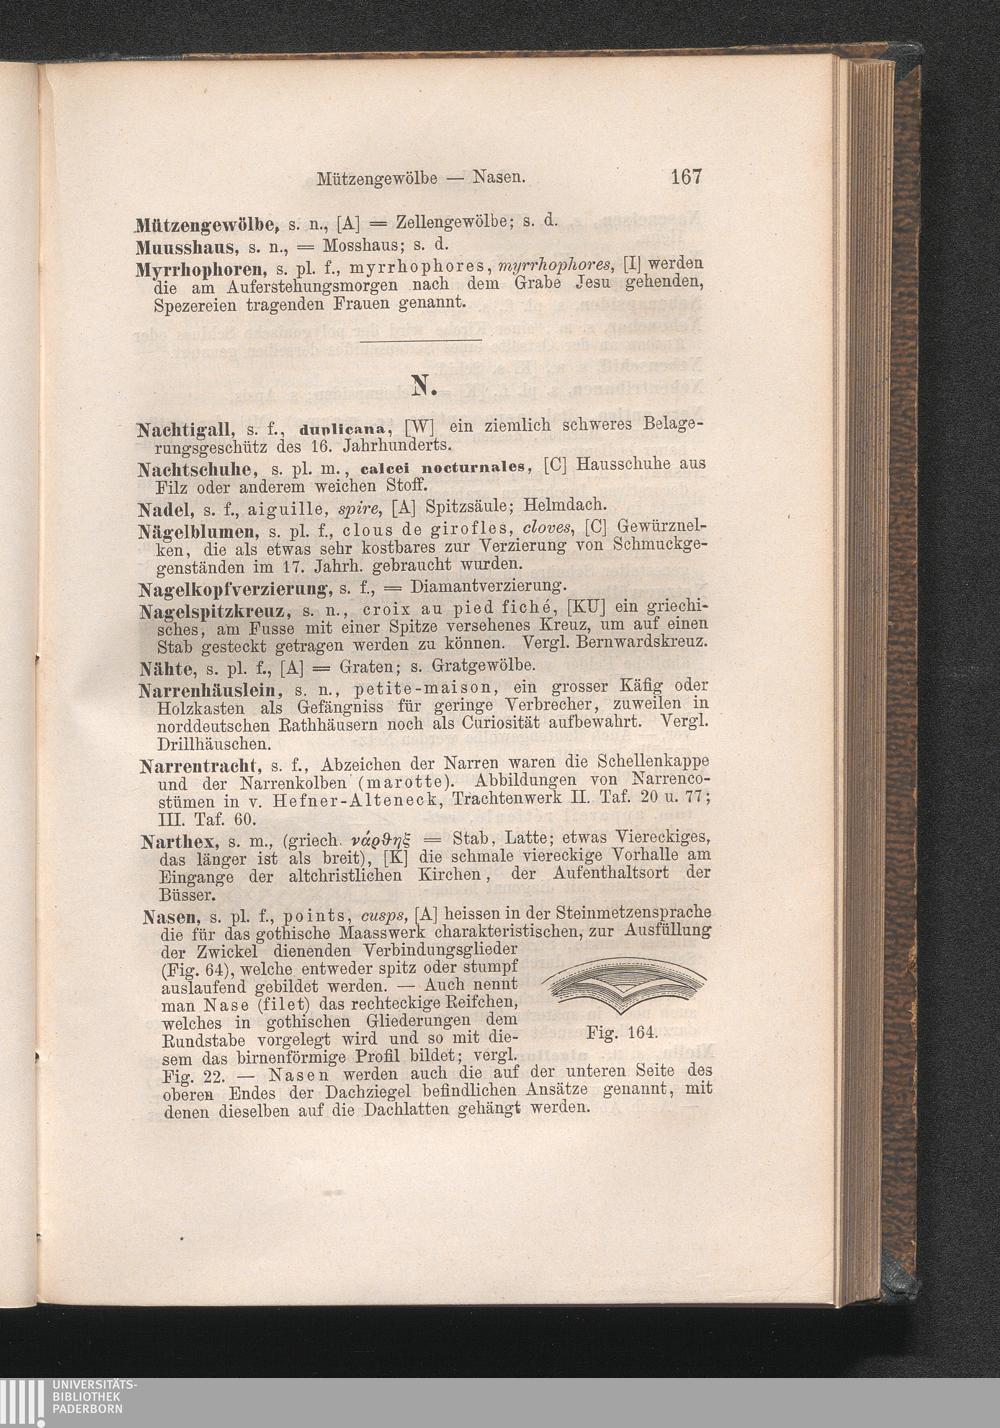 Mützengewölbe — Nasen. 167
Mützengewölbe, s. n., [A] = Zellengewölbe; s. d.
Muusshaus, s. n., = Mosshaus; s. d.
Myrrhophoren, s. pl. f., myrrhophores, myrrhophores, [I] werden
die am Auferstehungsmorgen nach dem Grabe Jesu gehenden,
Spezereien tragenden Frauen genannt.
N.
Nachtigall, s. f., duplicana, [W] ein ziemlich schweres Belage-
rungsgeschütz des 16. Jahrhunderts.
Nachtschuhe, s. pl. m., calcei nocturnales, [C] Hausschuhe aus
Filz oder anderem weichen Stoff.
Nadel, s. f., aiguille, spire, [A] Spitzsäule; Helmdach.
Nägelblumen, s. pl. f., clous de girofles, cloves, [C] Gewürznel-
ken, die als etwas sehr kostbares zur Verzierung von Schmuckge-
genständen im 17. Jahrh. gebraucht wurden.
Nagelkopfverzierung, s. f., = Diamantverzierung.
Nagelspitzkreuz, s. n., croix au pied fiché, [KU] ein griechi-
sches, am Fusse mit einer Spitze versehenes Kreuz, um auf einen
Stab gesteckt getragen werden zu können. Vergl. Bernwardskreuz.
Nähte, s. pl. f., [A] = Graten; s. Gratgewölbe.
Narrenhäuslein, s. n., petite-maison, ein grosser Käfig oder
Holzkasten als Gefängniss für geringe Verbrecher, zuweilen in
norddeutschen Rathhäusern noch als Curiosität aufbewahrt. Vergl.
Drillhäuschen.
Narrentracht, s. f., Abzeichen der Narren waren die Schellenkappe
und der Narrenkolben (marotte). Abbildungen von Narrenco-
stümen in v. Hefner-Alteneck, Trachtenwerk II. Taf. 20 u. 77;
III. Taf. 60.
Narthex, s. m., (griech. νάρϑηξ = Stab, Latte; etwas Viereckiges,
das länger ist als breit), [K] die schmale viereckige Vorhalle am
Eingange der altchristlichen Kirchen, der Aufenthaltsort der
Büsser.
Nasen, s. pl. f., points, cusps, [A] heissen in der Steinmetzensprache
die für das gothische Maasswerk charakteristischen, zur Ausfüllung
der Zwickel dienenden Verbindungsglieder
(Fig. 64), welche entweder spitz oder stumpf
auslaufend gebildet werden. — Auch nennt
man Nase (filet) das rechteckige Reifchen,
welches in gothischen Gliederungen dem
Rundstabe vorgelegt wird und so mit die-
sem das birnenförmige Profil bildet; vergl.
Fig. 164.
Fig. 22. — Nasen werden auch die auf der unteren Seite des
oberen Endes der Dachziegel befindlichen Ansätze genannt, mit
denen dieselben auf die Dachlatten gehängt werden.
UNIVERSITÄTS-
BIBLIOTHEK
PADERBORN